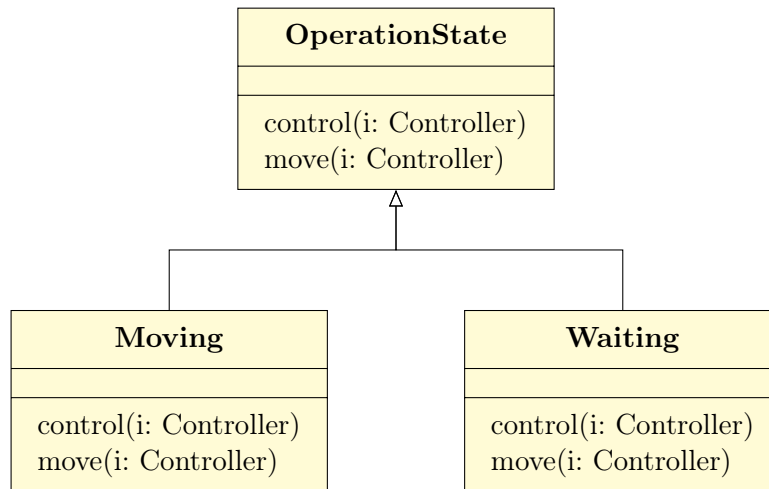 OperationState
control(i: Controller)
move(i: Controller)
Moving
control(i: Controller)
move(i: Controller)
Waiting
control(i: Controller)
move(i: Controller)